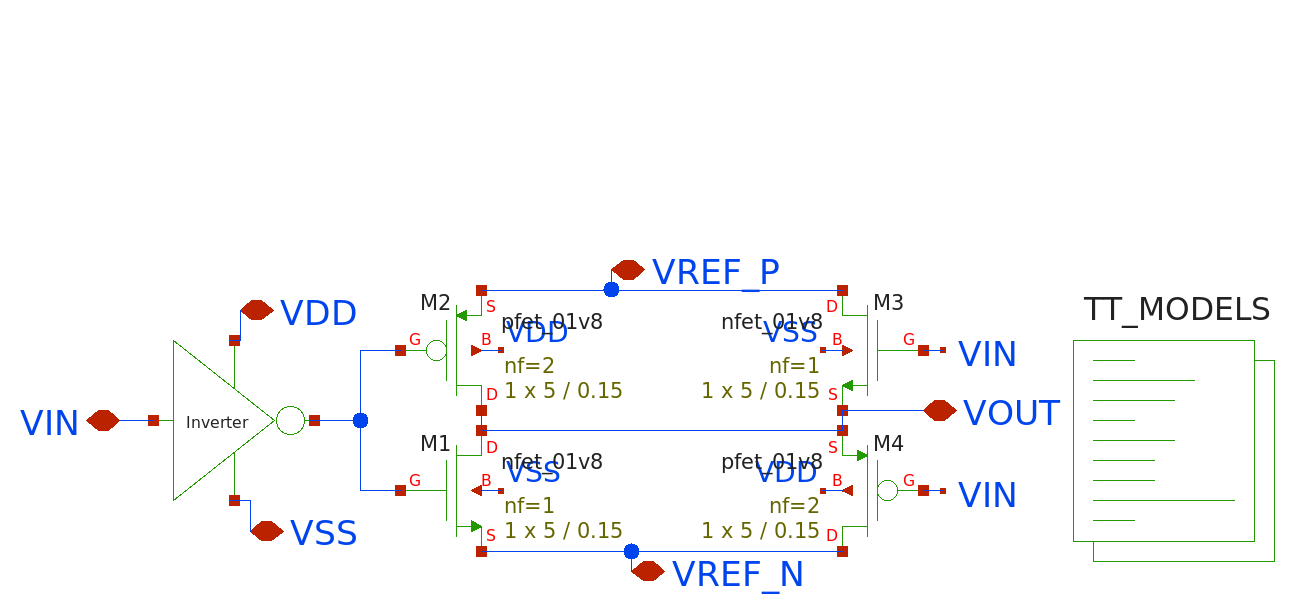 VREF_P
M2
M3
TT_MODELS
VDD
S
D
pfet_01v8
nfet_01v8
VDD
VSS
G
B
B
G
VIN
nf=2
nf=1
1 x 5 / 0.15
1 x 5 / 0.15
D
S
VIN
Inverter
VOUT
M1
M4
D
S
nfet_01v8
pfet_01v8
VSS
VDD
G
B
B
G
VIN
nf=1
nf=2
1 x 5 / 0.15
1 x 5 / 0.15
VSS
S
D
VREF_N